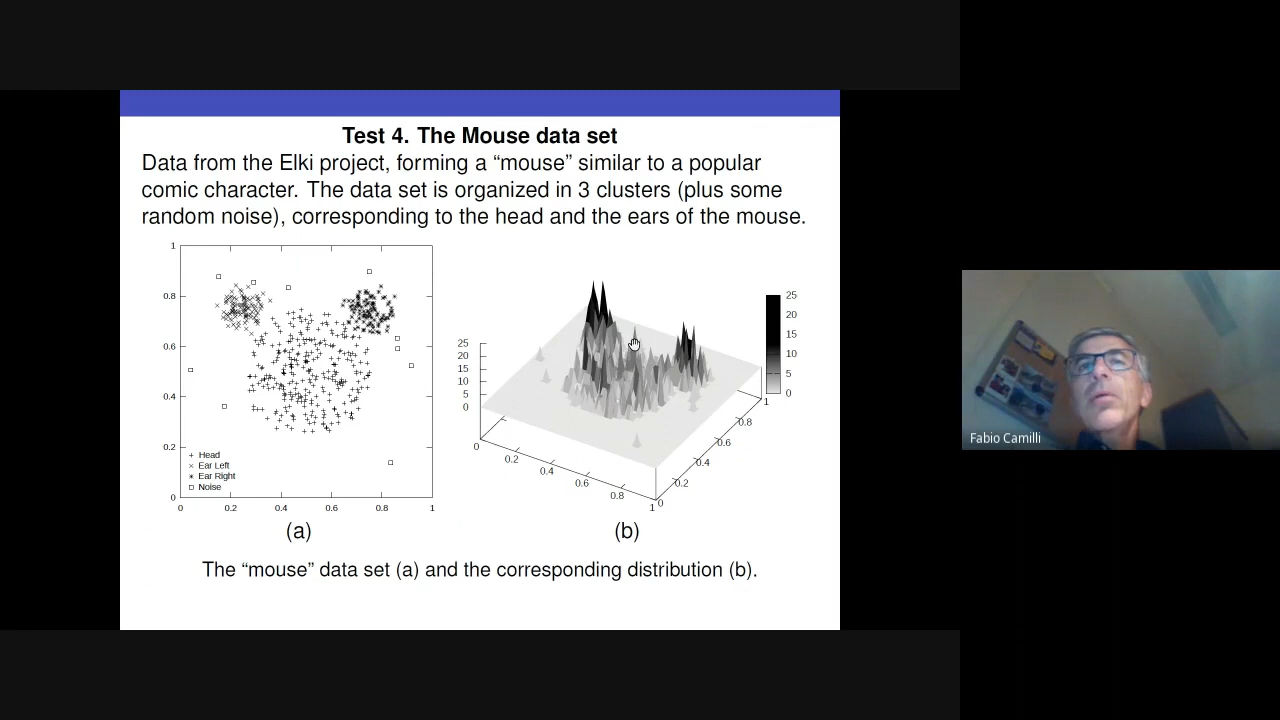 Test 4. The Mouse data set
Data from the Elki project, forming a “mouse” similar to a popular
comic character. The data set is organized in 3 clusters (plus some
random noise), corresponding to the head and the ears of the mouse.
1
0.8
0.6
0.4
0.2
0
0 0.2 0.4 0.6 0.8 1
Head
Ear Left
Ear Right
Noise
(a)
25
20
15
10
5
0
0 0.2 0.4 0.6 0.8 1
0 0.2 0.4 0.6 0.8 1
25
20
15
10
5
0
(b)
The “mouse” data set (a) and the corresponding distribution (b).
Fabio Camilli